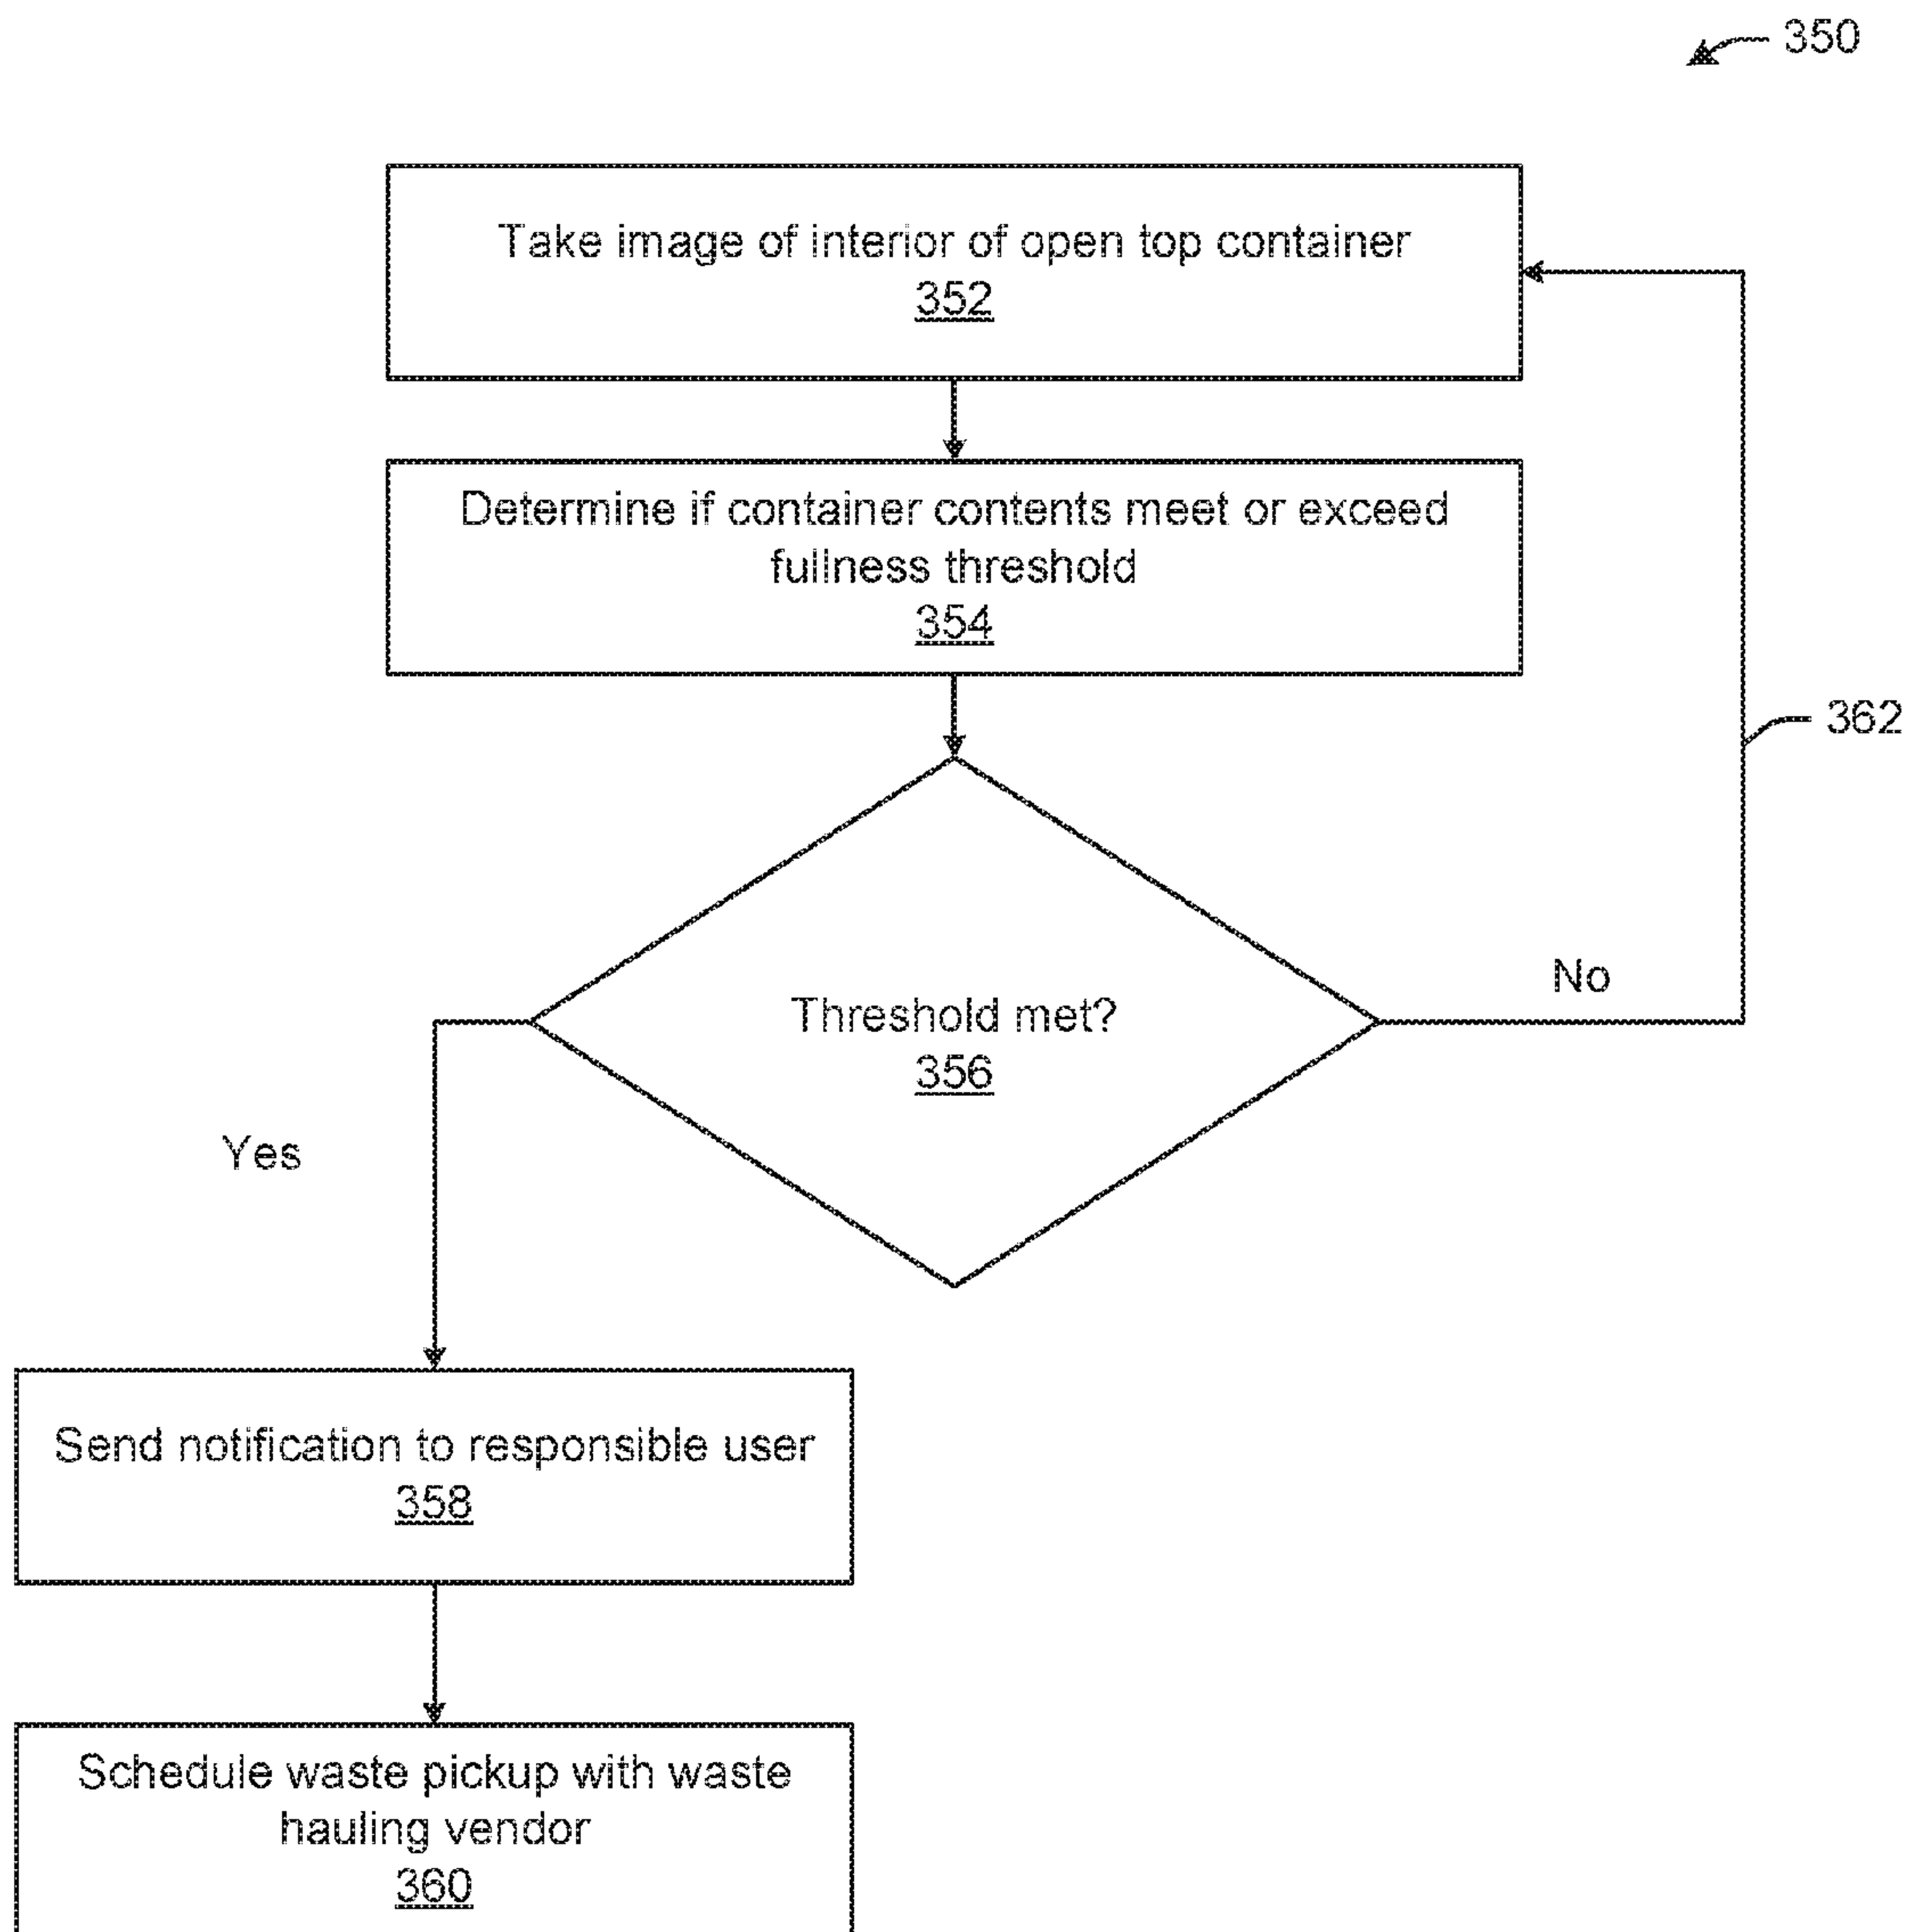 350
Take image of interior of open top container
352
Determine if container contents meet or exceed
fullness threshold
354
362
No
Threshold met?
356
Yes
Send notification to responsible user
358
Schedule waste pickup with waste
hauling vendor
360